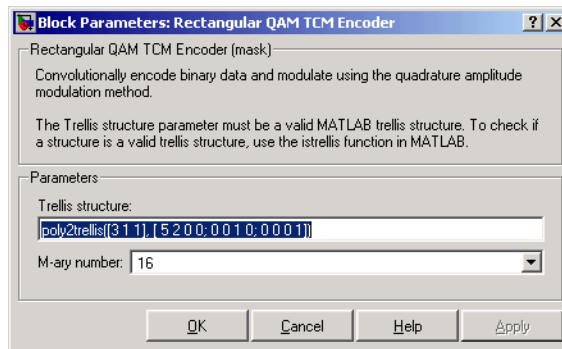 Block Parameters: Rectangular QAM TCM Encoder
Rectangular QAM TCM Encoder (mask)
Convolutionally encode binary data and modulate using the quadrature amplitude
modulation method.
The Trellis structure parameter must be a valid MATLAB trellis structure. To check if
a structure is a valid trellis structure, use the istrellis function in MATLAB.
Parameters
Trellis structure:
poly2trellis([3 1 1], [ 5 2 0 0; 0 0 1 0; 0 0 0 1])
M-ary number: 16
OK Cancel Help Apply